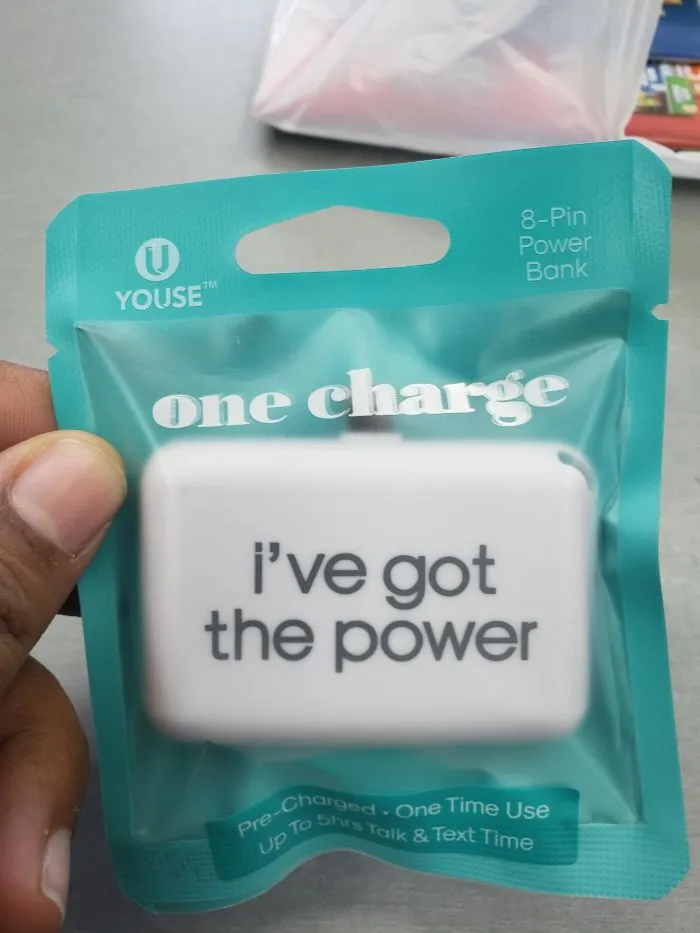 U
YOUSE™
8-Pin
Power
Bank
one charge
i've got
the power
Pre-Charged • One Time Use
Up To 5hrs Talk & Text Time